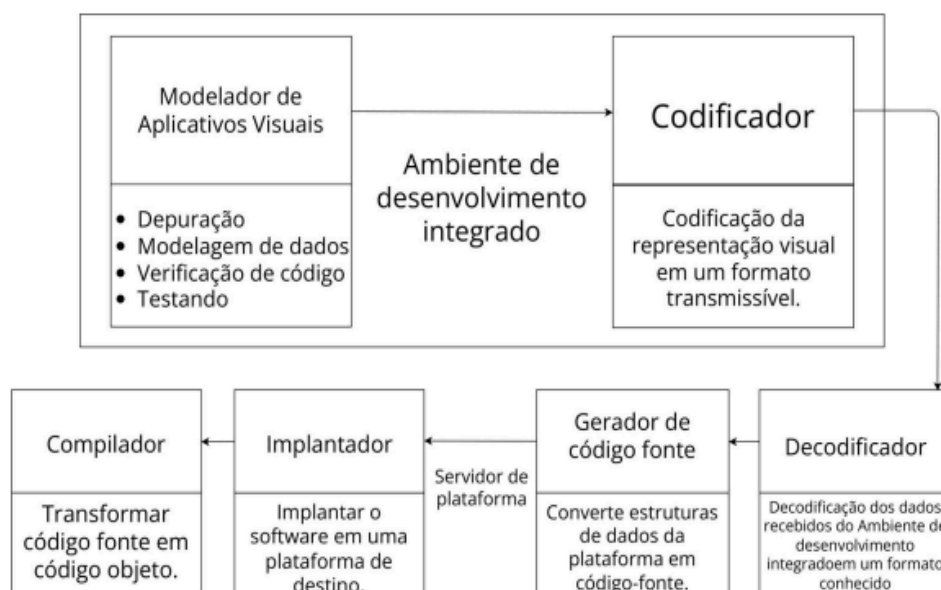 Modelador de
Aplicativos Visuais
• Depuração
• Modelagem de dados
• Verificação de código
• Testando
Ambiente de
desenvolvimento
integrado
Codificador
Codificação da
representação visual
em um formato
transmissível.
Compilador
Transformar
código fonte em
código objeto.
Implantador
Implantar o
software em uma
plataforma de
destino.
Servidor de
plataforma
Gerador de
código fonte
Converte estruturas
de dados da
plataforma em
código-fonte.
Decodificador
Decodificação dos dados
recebidos do Ambiente de
desenvolvimento
integradoem um formato
conhecido